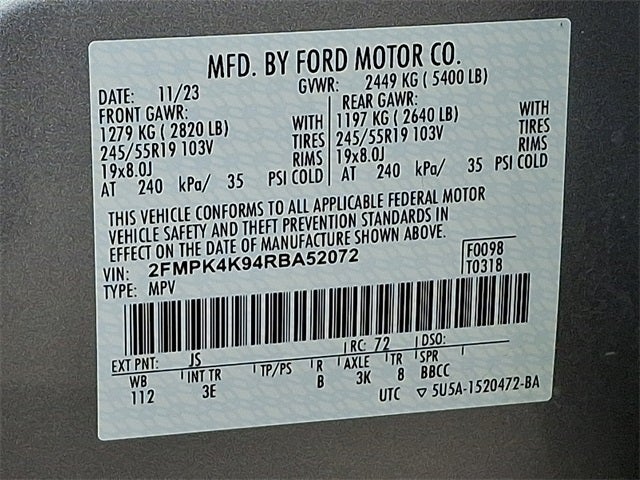 MFD. BY FORD MOTOR CO.
DATE: 11/23 GVWR: 2449 KG ( 5400 LB)
FRONT GAWR: REAR GAWR:
1279 KG ( 2820 LB) WITH 1197 KG ( 2640 LB) WITH
245/55R19 103V TIRES 245/55R19 103V TIRES
19x8.0J RIMS 19x8.0J RIMS
AT 240 kPa/ 35 PSI COLD AT 240 kPa/ 35 PSI COLD
THIS VEHICLE CONFORMS TO ALL APPLICABLE FEDERAL MOTOR
VEHICLE SAFETY AND THEFT PREVENTION STANDARDS IN
EFFECT ON THE DATE OF MANUFACTURE SHOWN ABOVE.
VIN: 2FMPK4K94RBA52072 F0098
TYPE: MPV T0318
EXT PNT: JS RC: 72 DSO:
WB INT TR TP/PS R AXLE TR SPR
112 3E B 3K 8 BBCC
UTC ▽ 5U5A-1520472-BA